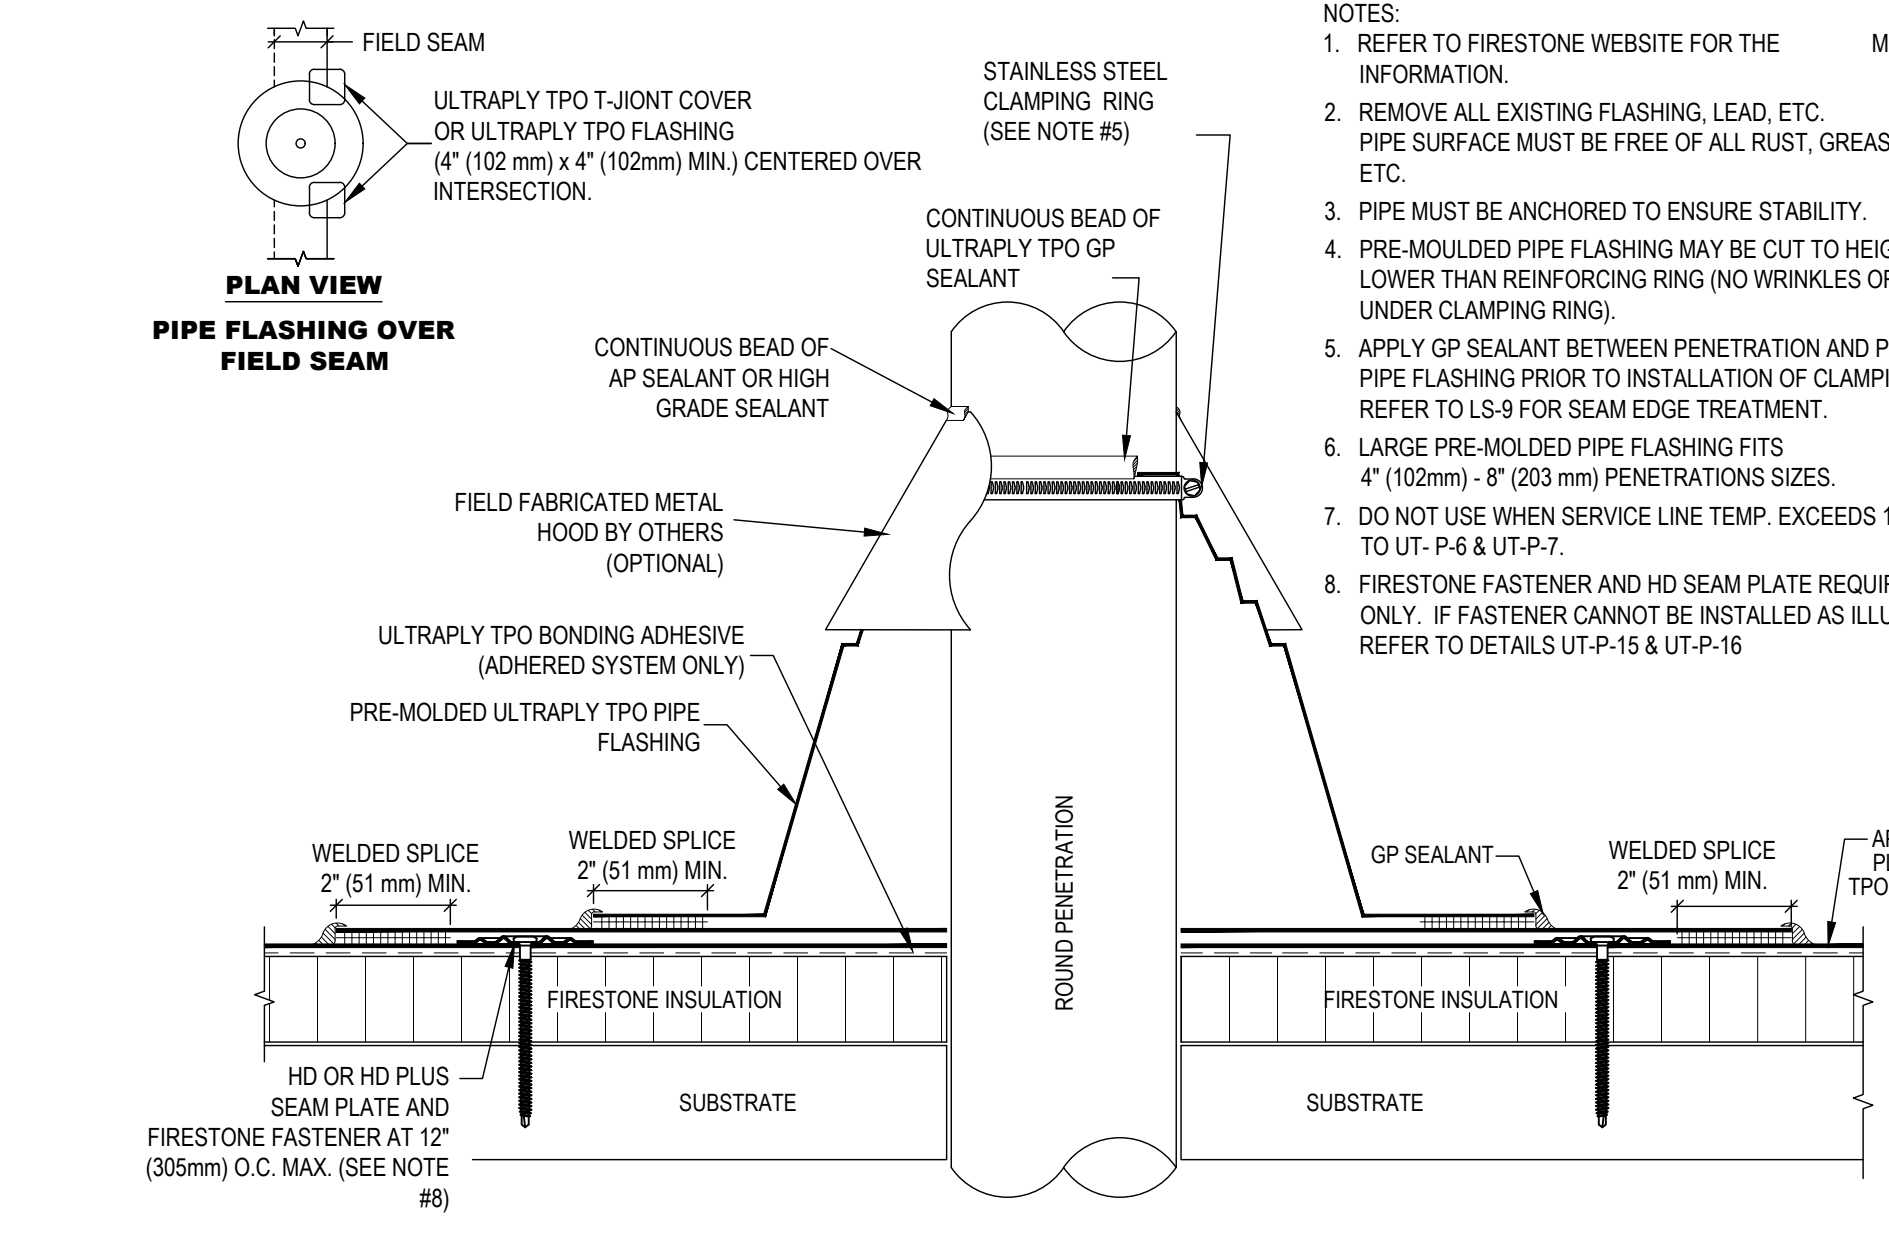 FIELD SEAM
ULTRAPLY TPO T-JIONT COVER
OR ULTRAPLY TPO FLASHING
(4" (102 mm) x 4" (102mm) MIN.) CENTERED OVER
INTERSECTION.
PLAN VIEW
PIPE FLASHING OVER
FIELD SEAM
STAINLESS STEEL
CLAMPING RING
(SEE NOTE #5)
CONTINUOUS BEAD OF
ULTRAPLY TPO GP
SEALANT
CONTINUOUS BEAD OF
AP SEALANT OR HIGH
GRADE SEALANT
FIELD FABRICATED METAL
HOOD BY OTHERS
(OPTIONAL)
ULTRAPLY TPO BONDING ADHESIVE
(ADHERED SYSTEM ONLY)
PRE-MOLDED ULTRAPLY TPO PIPE
FLASHING
WELDED SPLICE
2" (51 mm) MIN.
WELDED SPLICE
2" (51 mm) MIN.
ROUND PENETRATION
GP SEALANT
WELDED SPLICE
2" (51 mm) MIN.
TPO
FIRESTONE INSULATION
FIRESTONE INSULATION
HD OR HD PLUS
SEAM PLATE AND
FIRESTONE FASTENER AT 12"
(305mm) O.C. MAX. (SEE NOTE
#8)
SUBSTRATE
SUBSTRATE
NOTES:
1. REFER TO FIRESTONE WEBSITE FOR THE
INFORMATION.
2. REMOVE ALL EXISTING FLASHING, LEAD, ETC.
PIPE SURFACE MUST BE FREE OF ALL RUST,
ETC.
3. PIPE MUST BE ANCHORED TO ENSURE STABILITY.
4. PRE-MOULDED PIPE FLASHING MAY BE CUT TO
LOWER THAN REINFORCING RING (NO WRINKLES
UNDER CLAMPING RING).
5. APPLY GP SEALANT BETWEEN PENETRATION AND
PIPE FLASHING PRIOR TO INSTALLATION OF
REFER TO LS-9 FOR SEAM EDGE TREATMENT.
6. LARGE PRE-MOLDED PIPE FLASHING FITS
4" (102mm) - 8" (203 mm) PENETRATIONS SIZES.
7. DO NOT USE WHEN SERVICE LINE TEMP. EXCEEDS
TO UT- P-6 & UT-P-7.
8. FIRESTONE FASTENER AND HD SEAM PLATE
ONLY. IF FASTENER CANNOT BE INSTALLED AS
REFER TO DETAILS UT-P-15 & UT-P-16